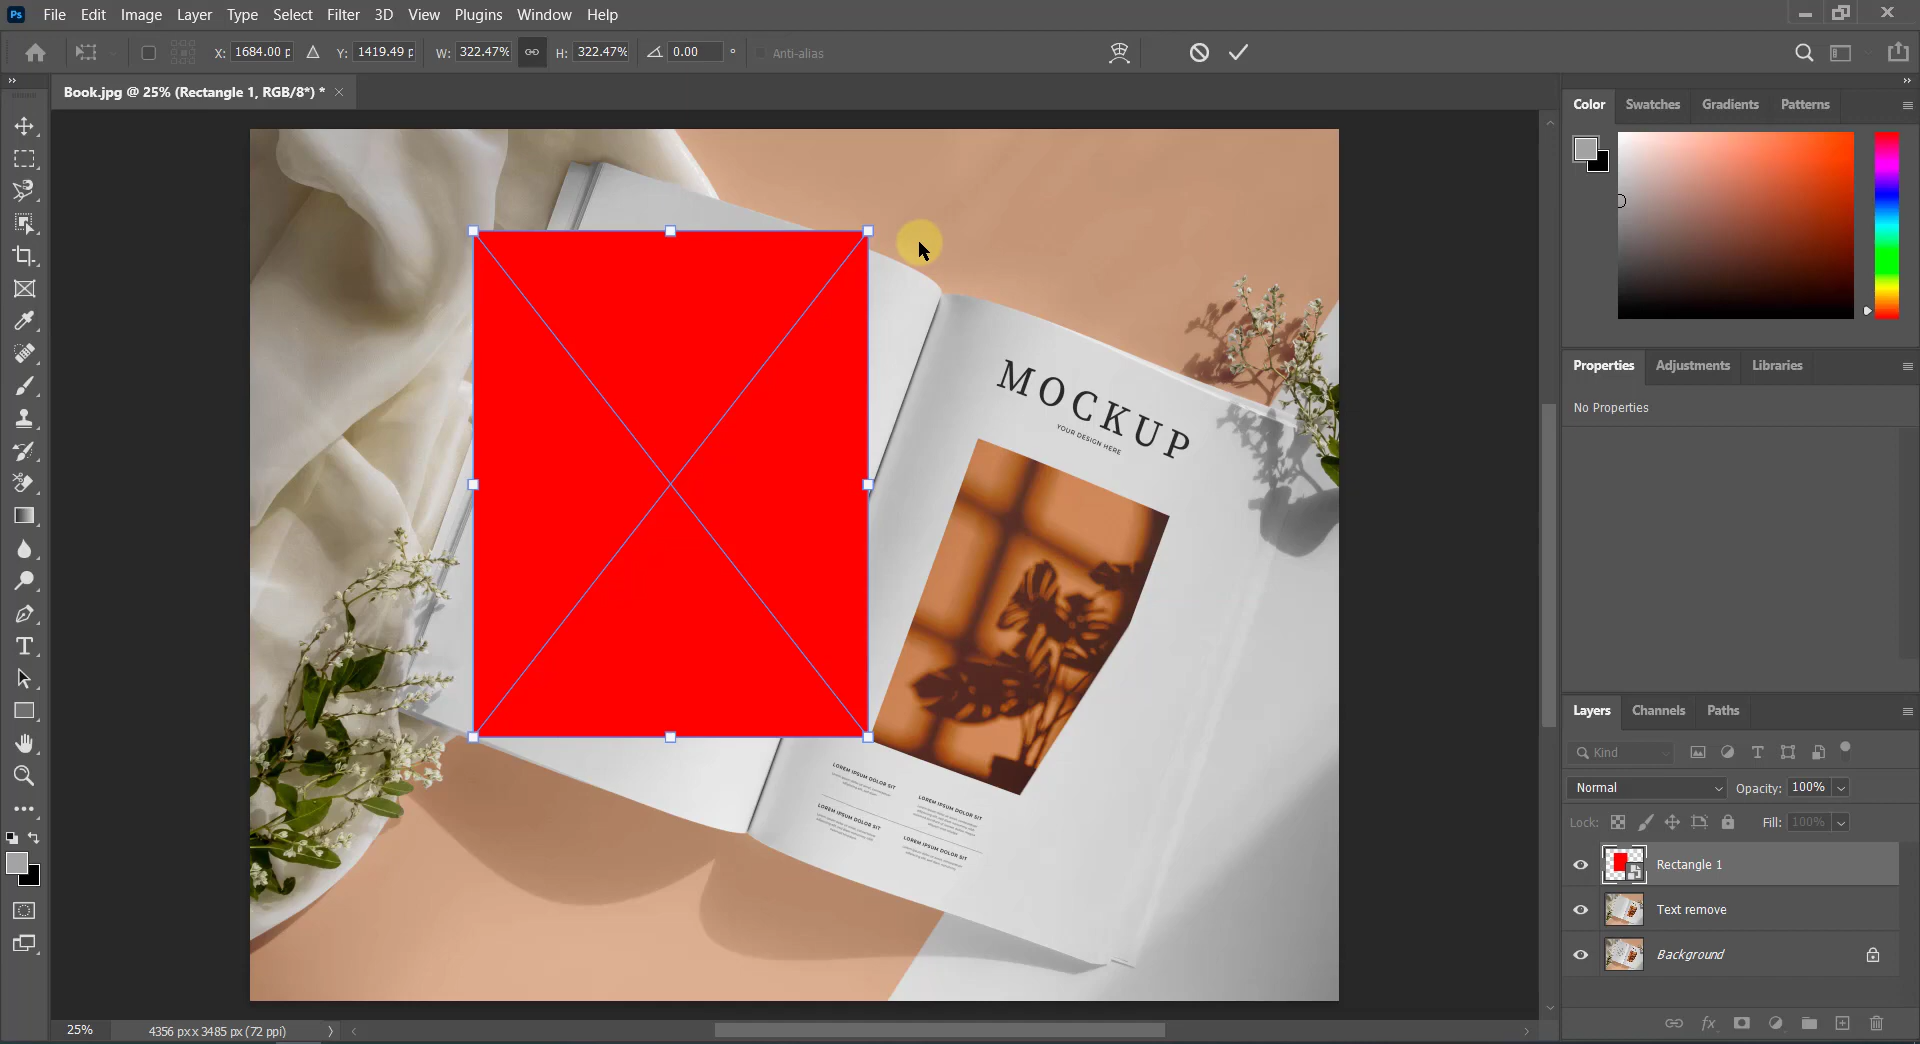 Ps File Edit Image Layer Type Select Filter 3D View Plugins Window Help
X: 1684.00 p Y: 1419.49 p W: 322.47% H: 322.47% 0.00 ° Anti-alias
Book.jpg @ 25% (Rectangle 1, RGB/8*) *
Color Swatches Gradients Patterns
MOCKUP
YOUR DESIGN HERE
LOREM IPSUM DOLOR SIT
LOREM IPSUM DOLOR SIT
LOREM IPSUM DOLOR SIT
LOREM IPSUM DOLOR SIT
Properties Adjustments Libraries
No Properties
Layers Channels Paths
Kind
Normal Opacity: 100%
Lock: Fill: 100%
Rectangle 1
Text remove
Background
fx
25% 4356 px x 3485 px (72 ppi)